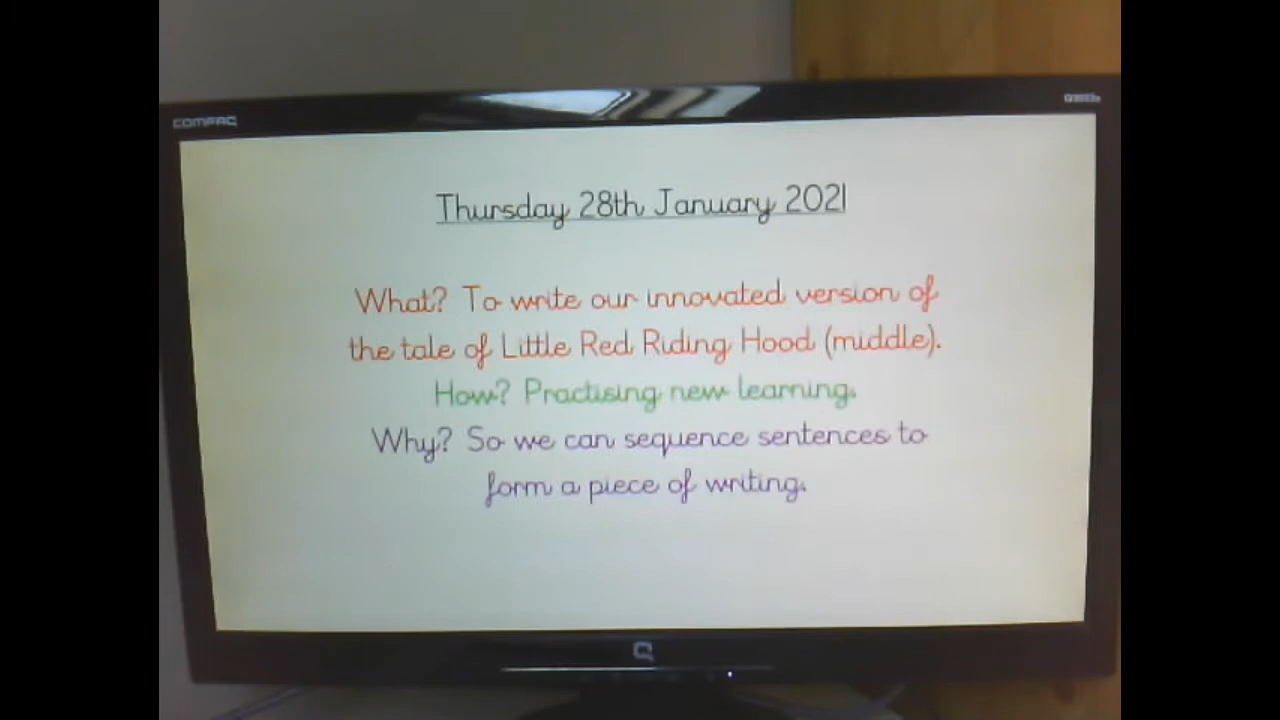 COMPAQ
Thursday 28th January 2021
What? To write our innovated version of
the tale of Little Red Riding Hood (middle).
How? Practising new learning.
Why? So we can sequence sentences to
form a piece of writing.